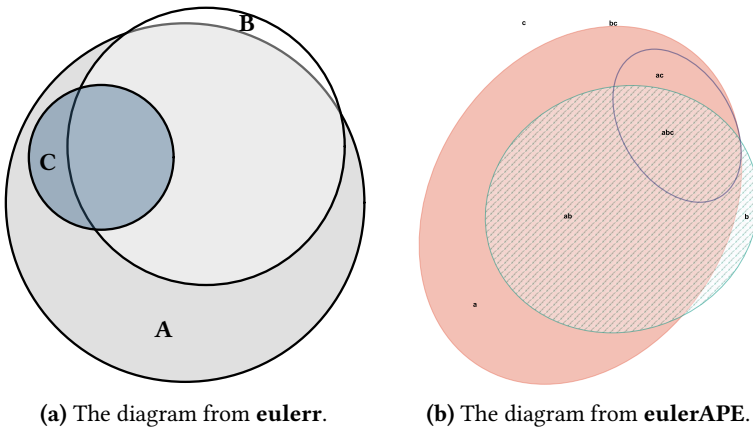 B
C
A
c
bc
ac
abc
ab
b
a
(a) The diagram from eulerr.
(b) The diagram from eulerAPE.